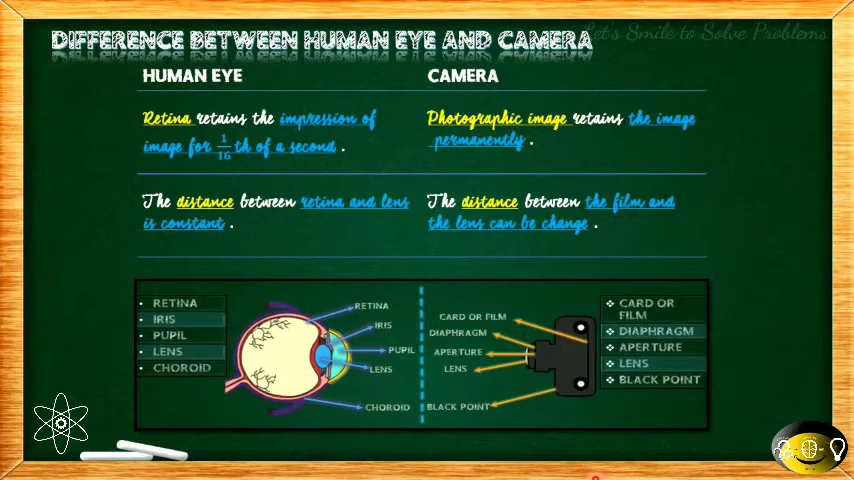 Let's Smile to Solve Problems
DIFFERENCE BETWEEN HUMAN EYE AND CAMERA
HUMAN EYE
CAMERA
Retina retains the impression of
image for 1/16 th of a second .
Photographic image retains the image
permanently .
The distance between retina and lens
is constant .
The distance between the film and
the lens can be change .
• RETINA
• IRIS
• PUPIL
• LENS
• CHOROID
RETINA
IRIS
PUPIL
LENS
CHOROID
CARD OR FILM
DIAPHRAGM
APERTURE
LENS
BLACK POINT
❖ CARD OR
FILM
❖ DIAPHRAGM
❖ APERTURE
❖ LENS
❖ BLACK POINT